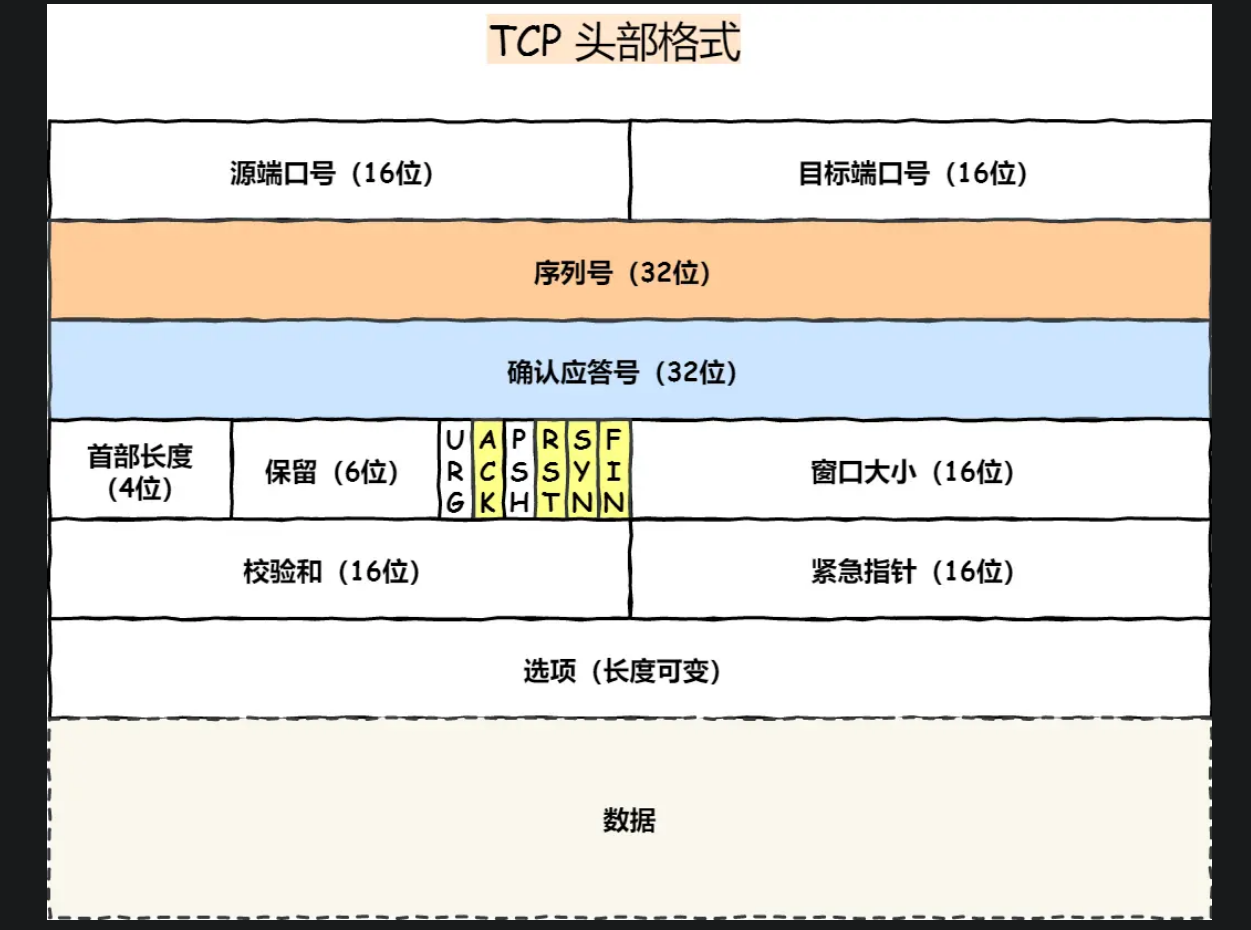 TCP 头部格式
源端口号（16位）
目标端口号（16位）
序列号（32位）
确认应答号（32位）
首部长度
（4位）
保留（6位）
URG
ACK
PSH
RST
SYN
FIN
窗口大小（16位）
校验和（16位）
紧急指针（16位）
选项（长度可变）
数据